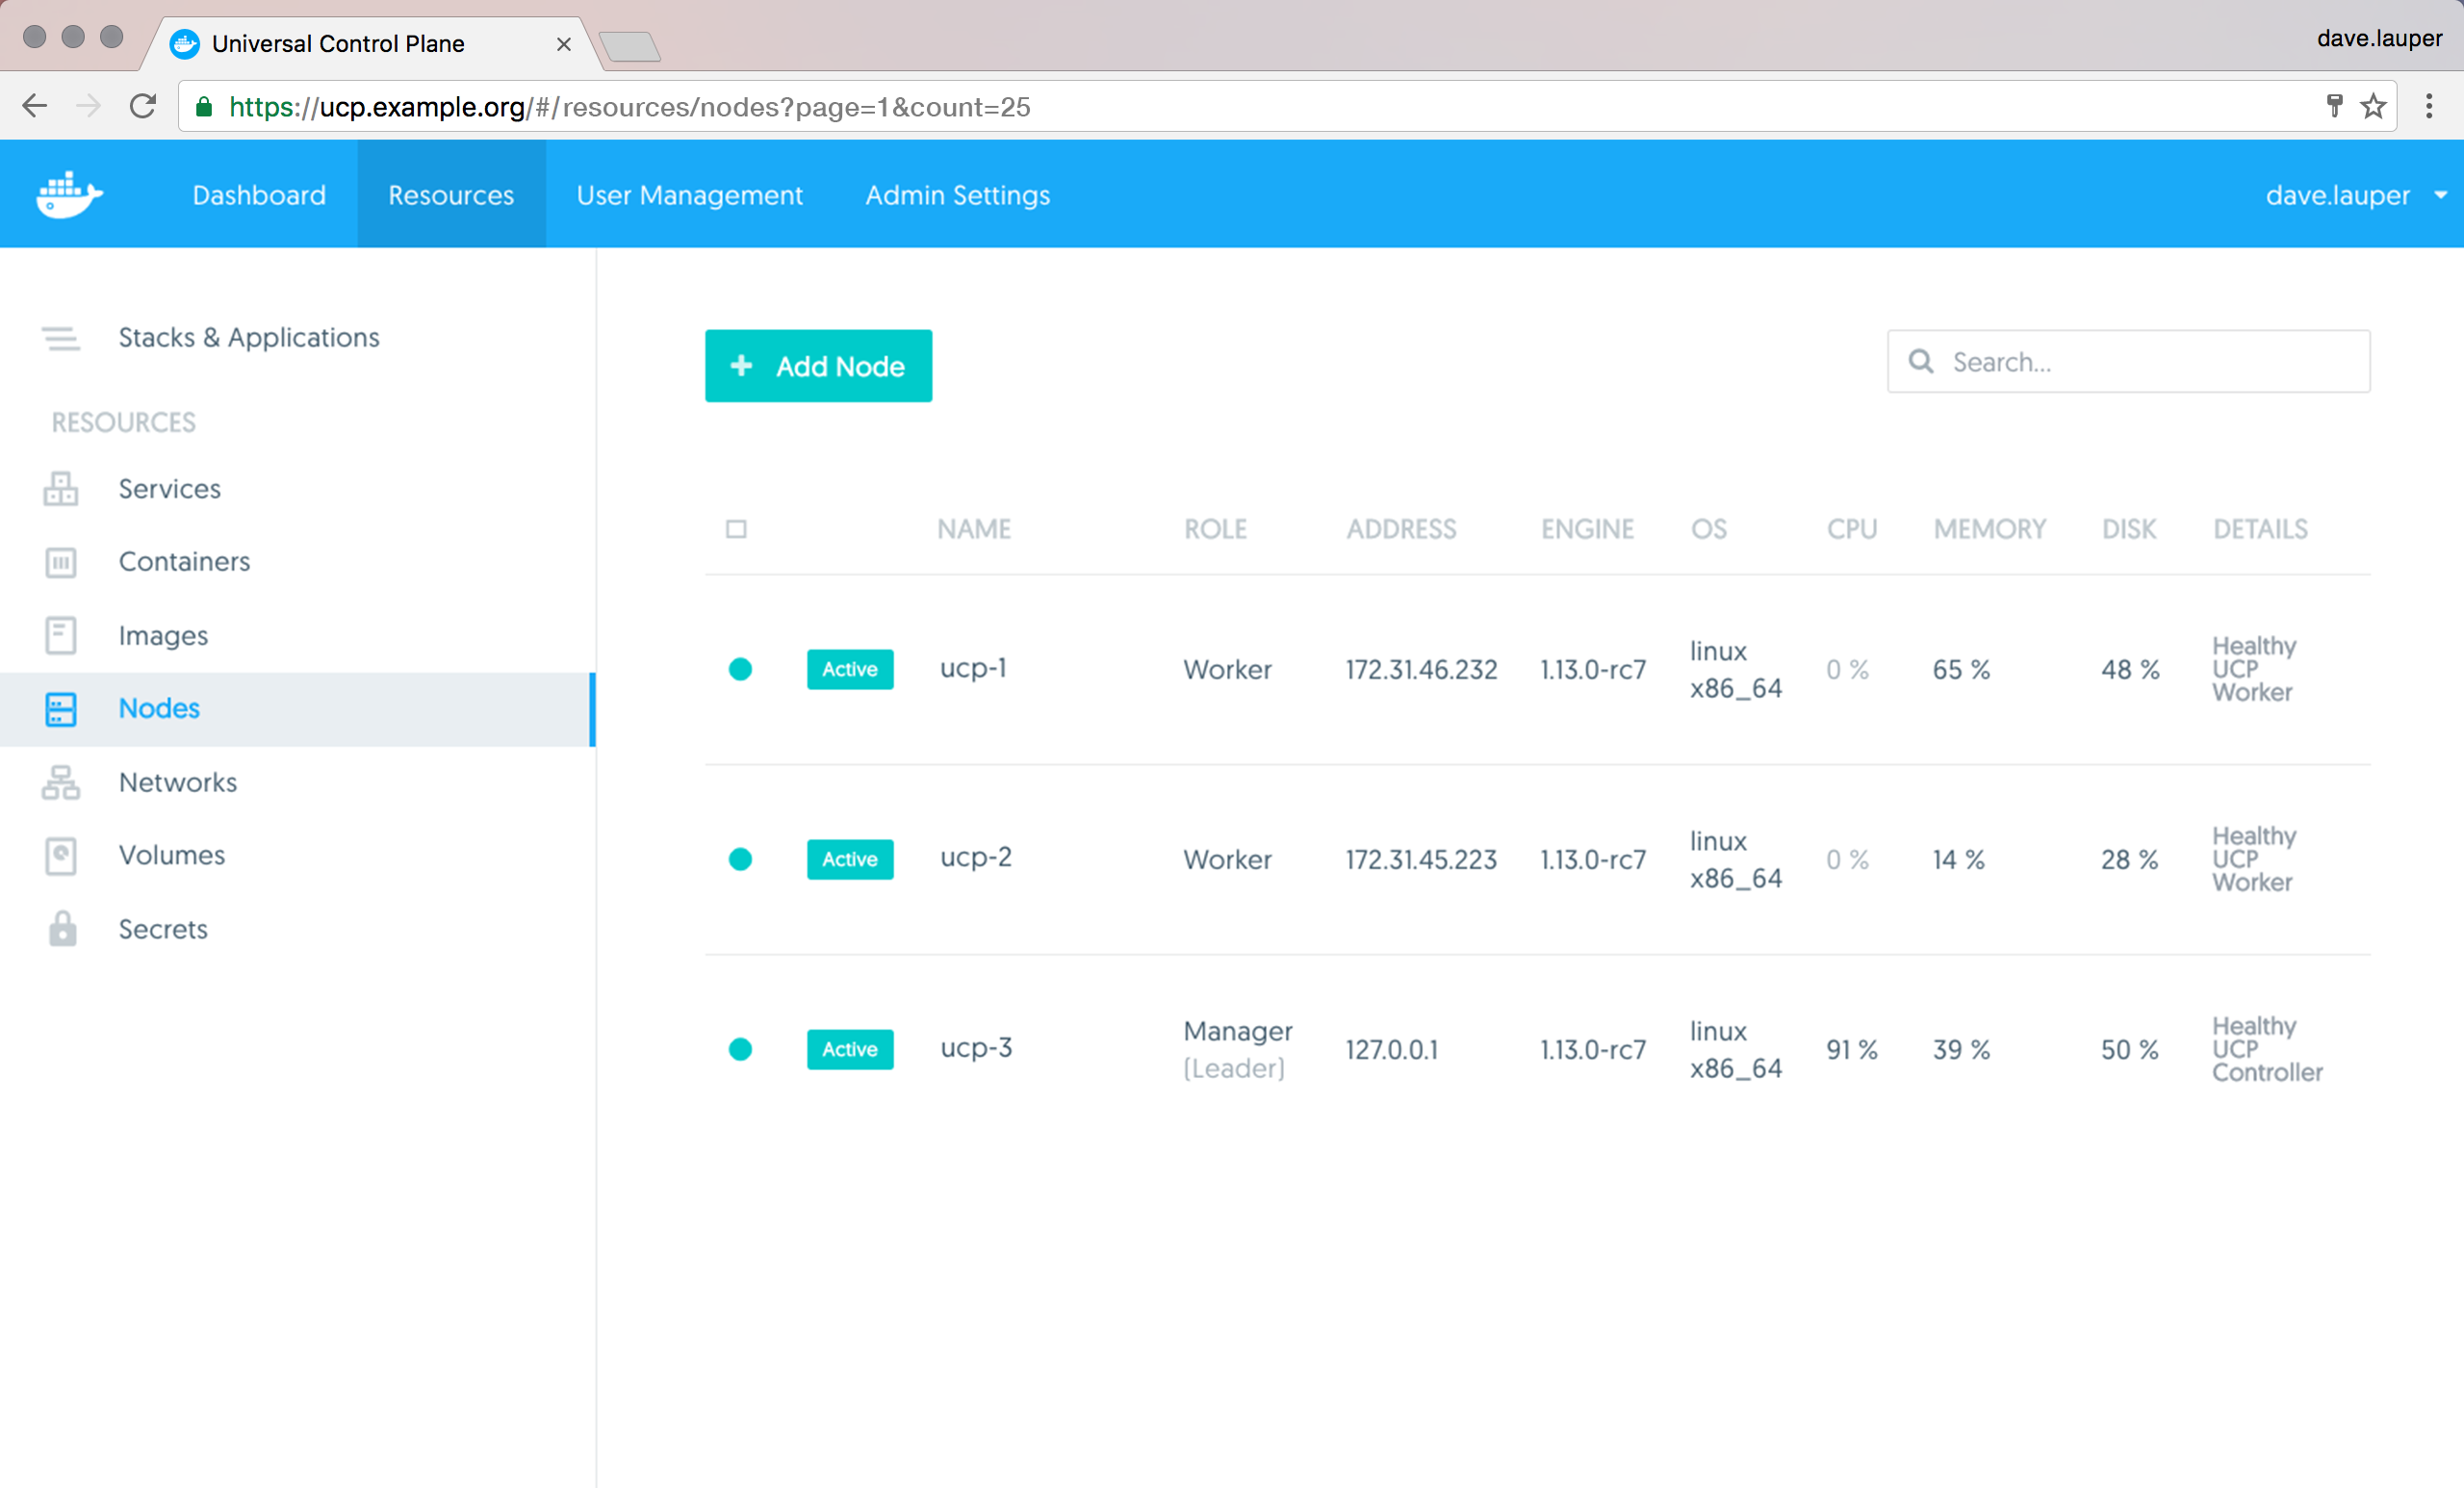 Universal Control Plane
dave.lauper
https://ucp.example.org/#/resources/nodes?page=1&count=25
Dashboard
Resources
User Management
Admin Settings
dave.lauper
Stacks & Applications
RESOURCES
Services
Containers
Images
Nodes
Networks
Volumes
Secrets
Add Node
Search...
NAME ROLE ADDRESS ENGINE OS CPU MEMORY DISK DETAILS
Active ucp-1 Worker 172.31.46.232 1.13.0-rc7 linux x86_64 0 % 65 % 48 % Healthy UCP Worker
Active ucp-2 Worker 172.31.45.223 1.13.0-rc7 linux x86_64 0 % 14 % 28 % Healthy UCP Worker
Active ucp-3 Manager (Leader) 127.0.0.1 1.13.0-rc7 linux x86_64 91 % 39 % 50 % Healthy UCP Controller